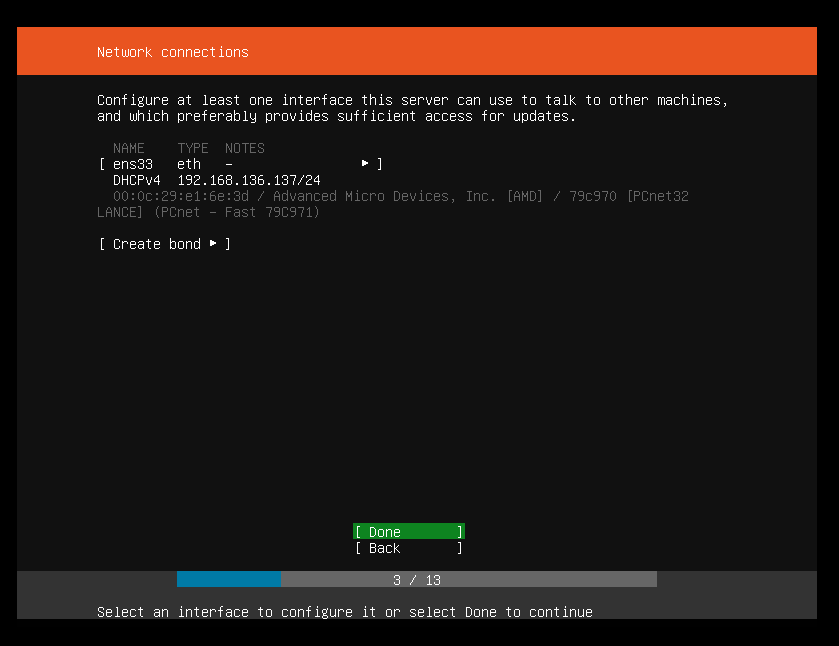 Network connections
Configure at least one interface this server can use to talk to other machines,
and which preferably provides sufficient access for updates.
NAME TYPE NOTES
[ ens33 eth – ▸ ]
DHCPv4 192.168.136.137/24
00:0c:29:e1:6e:3d / Advanced Micro Devices, Inc. [AMD] / 79c970 [PCnet32
LANCE] (PCnet – Fast 79C971)
[ Create bond ▸ ]
[ Done ]
[ Back ]
3 / 13
Select an interface to configure it or select Done to continue